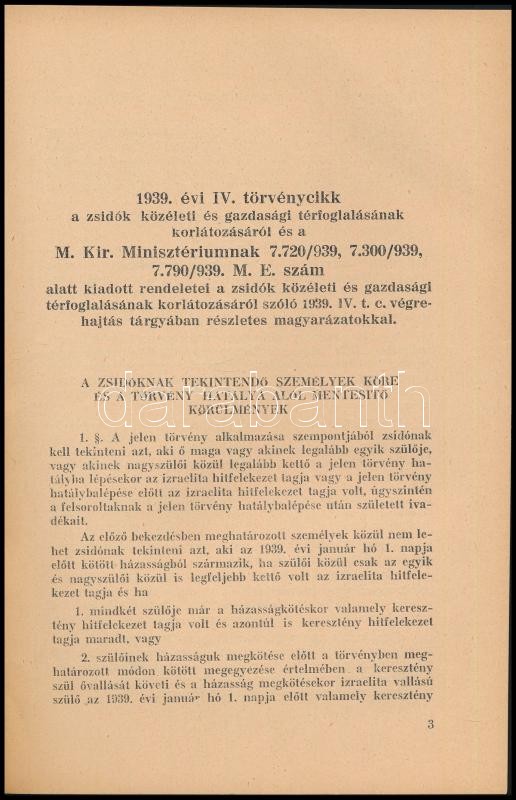 1939. évi IV. törvénycikk
a zsidók közéleti és gazdasági térfoglalásának
korlátozásáról és a
M. Kir. Minisztériumnak 7.720/939, 7.300/939,
7.790/939. M. E. szám
alatt kiadott rendeletei a zsidók közéleti és gazdasági
térfoglalásának korlátozásáról szóló 1939. IV. t. c. végre-
hajtás tárgyában részletes magyarázatokkal.
A ZSIDÓKNAK TEKINTENDŐ SZEMÉLYEK KÖRE
ÉS A TÖRVÉNY HATÁLYA ALÓL MENTESÍTŐ
KÖRÜLMÉNYEK
darabanth
1. §. A jelen törvény alkalmazása szempontjából zsidónak
kell tekinteni azt, aki ő maga vagy akinek legalább egyik szülője,
vagy akinek nagyszülői közül legalább kettő a jelen törvény ha-
tályba lépésekor az izraelita hitfelekezet tagja vagy a jelen törvény
hatálybalépése előtt az izraelita hitfelekezet tagja volt, úgyszintén
a felsoroltaknak a jelen törvény hatálybalépése után született iva-
dékait.
Az előző bekezdésben meghatározott személyek közül nem le-
het zsidónak tekinteni azt, aki az 1939. évi január hó 1. napja
előtt kötött házasságból származik, ha szülői közül csak az egyik
és nagyszülői közül is legfeljebb kettő volt az izraelita hitfele-
kezet tagja és ha
1. mindkét szülője már a házasságkötéskor valamely keresz-
tény hitfelekezet tagja volt és azontúl is keresztény hitfelekezet
tagja maradt, vagy
2. szülőinek házasságuk megkötése előtt a törvényben meg-
határozott módon kötött megegyezése értelmében a keresztény
szül ővallását követi és a házasság megkötésekor izraelita vallású
szülő az 1939. évi január hó 1. napja előtt valamely keresztény
3